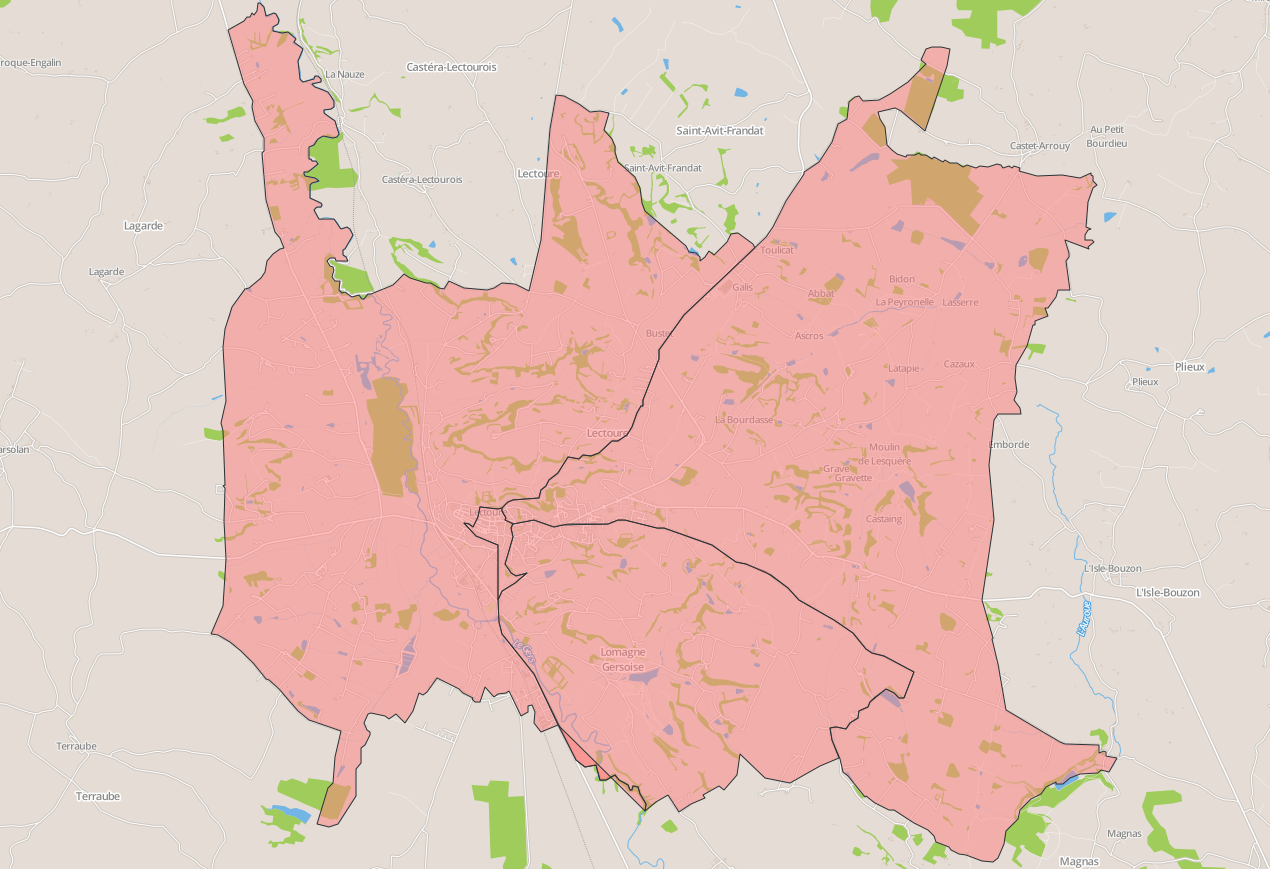 roque-Engalin
La Nauze
Castéra-Lectourois
Saint-Avit-Frandat
Au Petit
Bourdieu
Castet-Arrouy
Lectoure
Saint-Avit-Frandat
Castéra-Lectourois
Lagarde
Toulicat
Lagarde
Galis
Abbat
Bidon
La Peyronelle
Lasserre
Buste
Ascros
Latapie
Cazaux
Plieux
Plieux
La Bourdasse
Lectoure
Emborde
arsolan
Moulin
de Lesquère
Grave
Gravette
Lectoure
Castaing
L'Isle-Bouzon
L'Isle-Bouzon
L'Auroue
Le Gers
Lomagne
Gersoise
Terraube
Terraube
Magnas
Magnas